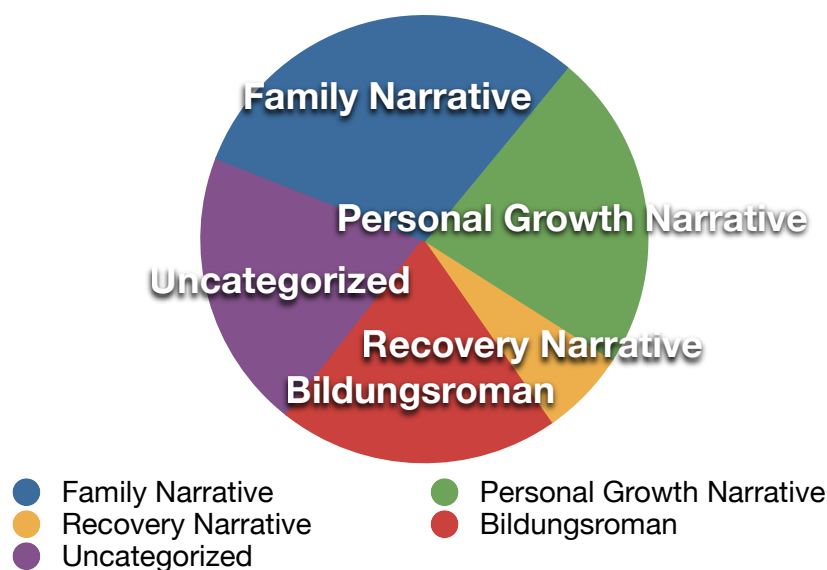 Family Narrative
Personal Growth Narrative
Uncategorized
Recovery Narrative
Bildungsroman
Family Narrative
Personal Growth Narrative
Recovery Narrative
Bildungsroman
Uncategorized